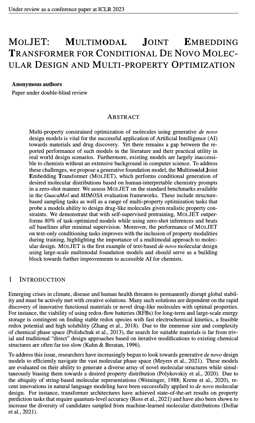 Under review as a conference paper at ICLR 2023
MOLJET: MULTIMODAL JOINT EMBEDDING
TRANSFORMER FOR CONDITIONAL DE NOVO MOLEC-
ULAR DESIGN AND MULTI-PROPERTY OPTIMIZATION
Anonymous authors
Paper under double-blind review
ABSTRACT
Multi-property constrained optimization of molecules using generative de novo
design models is vital for the successful application of Artificial Intelligence (AI)
towards materials and drug discovery. Yet there remains a gap between the re-
ported performance of such models in the literature and their practical utility in
real world design scenarios. Furthermore, existing models are largely inaccessi-
ble to chemists without an extensive background in computer science. To address
these challenges, we propose a generative foundation model, the Multimodal Joint
Embedding Transformer (MOLJET), which performs conditional generation of
desired molecular distributions based on human-interpretable chemistry prompts
in a zero-shot manner. We assess MOLJET on the standard benchmarks available
in the GuacaMol and MIMOSA evaluation frameworks. These include structure-
based sampling tasks as well as a range of multi-property optimization tasks that
probe a models ability to design drug-like molecules given realistic property con-
straints. We demonstrate that with self-supervised pretraining, MOLJET outper-
forms 80% of task-optimized models while using zero-shot inferences and beats
all baselines after minimal supervision. Moreover, the performance of MOLJET
on text-only conditioning tasks improves with the inclusion of property modalities
during training, highlighting the importance of a multimodal approach to molec-
ular design. MOLJET is the first example of text-based de novo molecular design
using large-scale multimodal foundation models and should serve as a building
block towards further improvements to accessible AI for chemists.
1 INTRODUCTION
Emerging crises in climate, disease and human health threaten to permanently disrupt global stabil-
ity and must be actively met with creative solutions. Many such solutions are dependent on the rapid
discovery of innovative functional materials or novel drug-like molecules with optimal properties.
For instance, the viability of using redox-flow batteries (RFBs) for long-term and large-scale energy
storage is contingent on finding stable redox species with fast electrochemical kinetics, a feasible
redox potential and high solubility (Zhang et al., 2018). Due to the immense size and complexity
of chemical phase space (Polishchuk et al., 2013), the search for suitable materials is far from triv-
ial and traditional "direct" design approaches based on iterative modifications to existing chemical
structures are often far too slow (Kuhn & Beratan, 1996).
To address this issue, researchers have increasingly begun to look towards generative de novo design
models to efficiently navigate the vast molecular phase space (Meyers et al., 2021). These models
are evaluated on their ability to generate a diverse array of novel molecular structures while simul-
taneously biasing them towards a desired property distribution (Polykovskiy et al., 2020). Due to
the ubiquity of string-based molecular representations (Weininger, 1988; Krenn et al., 2020), re-
cent innovations in natural language modeling have been successfully applied to de novo molecular
design. For instance, transformer architectures have achieved state-of-the-art results on property
prediction tasks that require quantum-level accuracy (Ross et al., 2021) and have also been shown to
increase the diversity of candidates sampled from machine-learned molecular distributions (Dollar
et al., 2021).